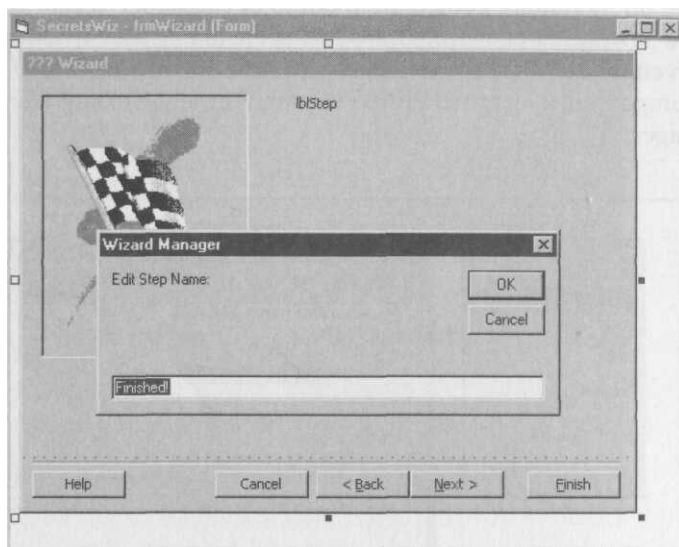 SecretsWiz - frmWizard (Form)
??? Wizard
lblStep
Wizard Manager
Edit Step Name:
OK
Cancel
Finished!
Help
Cancel
< Back
Next >
Finish